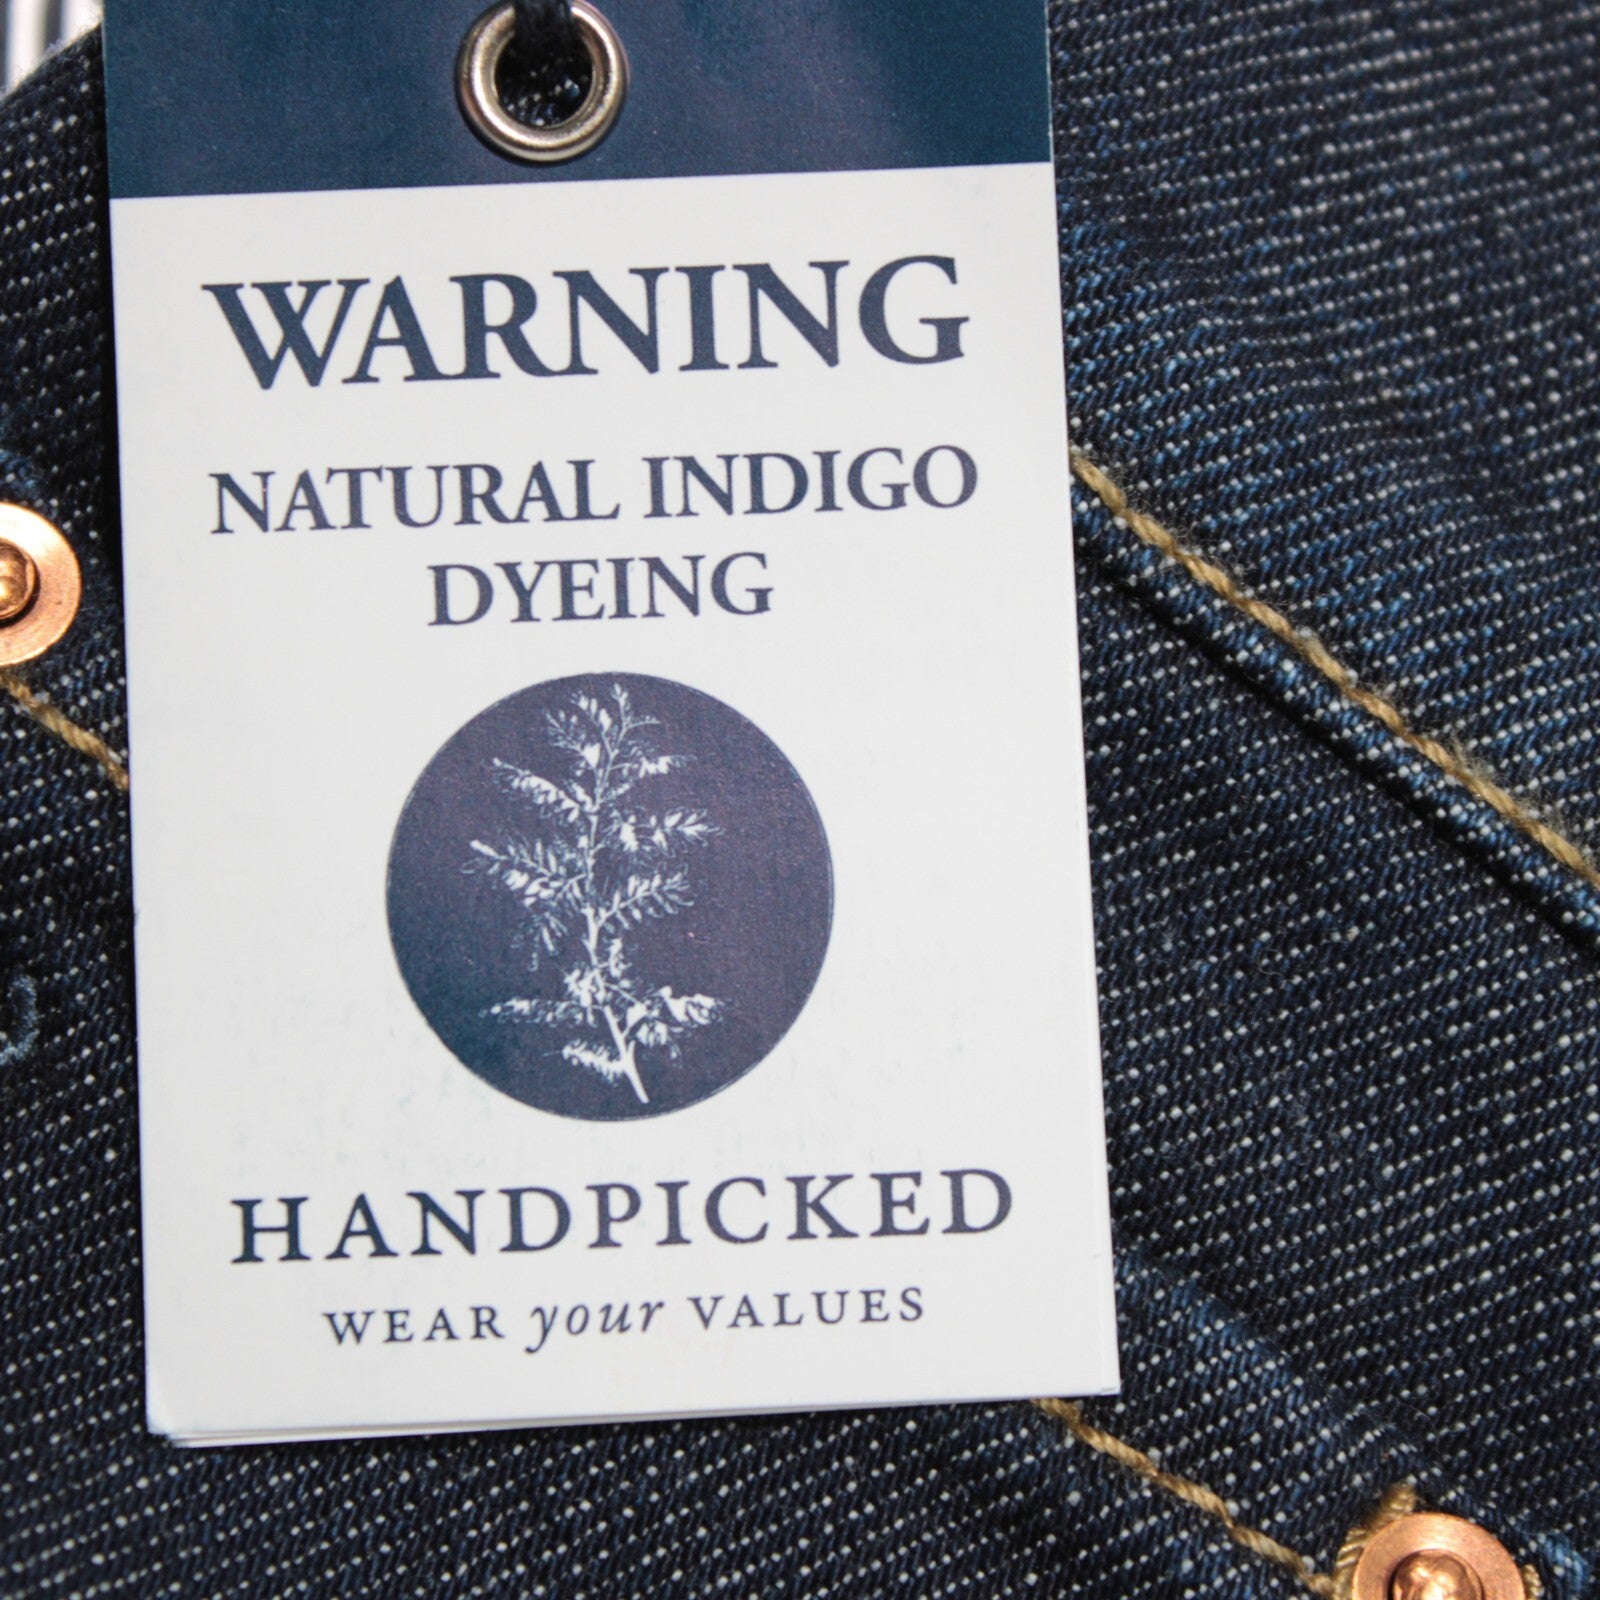 WARNING
NATURAL INDIGO
DYEING
HANDPICKED
WEAR your VALUES